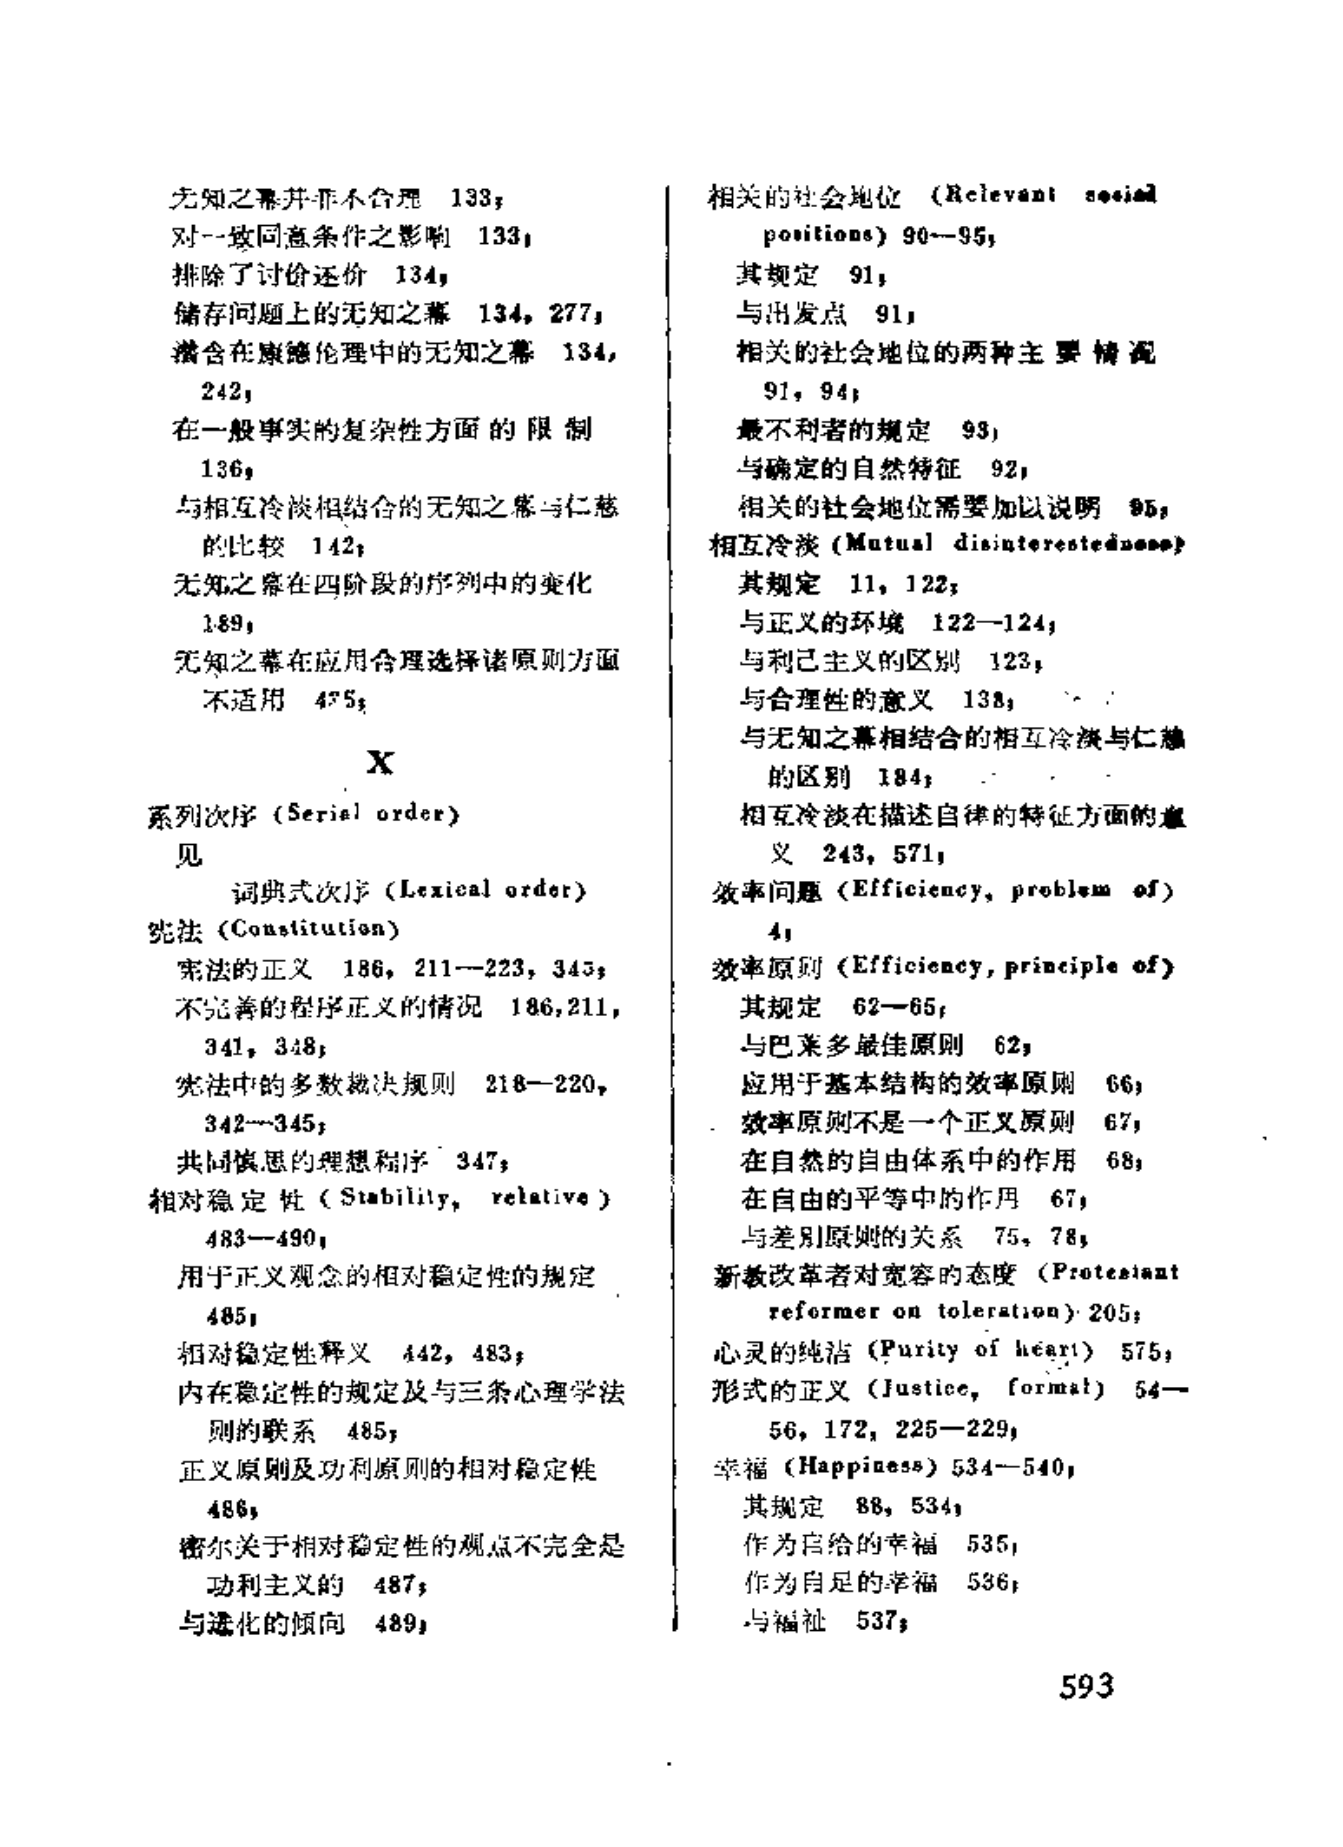 无知之幕并非不合理 133;
对一致同意条件之影响 133;
排除了讨价还价 134;
储存问题上的无知之幕 134，277;
潜含在康德伦理中的无知之幕 134，
242;
在一般事实的复杂性方面的限制
136;
与相互冷淡相结合的无知之幕与仁慈
的比较 142;
无知之幕在四阶段的序列中的变化
189;
无知之幕在应用合理选择诸原则方面
不适用
X
系列次序（Serial order）
见
词典式次序（Lexical order）
宪法（Constitution）
宪法的正义 186，211—223，345;
不完善的程序正义的情况 186,211，
341，348;
宪法中的多数裁决规则 218—220，
342—345;
共同慎思的理想程序 347;
相对稳定性（Stability, relative）
483—490;
用于正义观念的相对稳定性的规定
485;
相对稳定性释义 442，483;
内在稳定性的规定及与三条心理学法
则的联系 485;
正义原则及功利原则的相对稳定性
486;
密尔关于相对稳定性的观点不完全是
功利主义的 487;
与进化的倾向 489;
相关的社会地位（Relevant social
positions）90—95;
其规定 91;
与出发点 91;
相关的社会地位的两种主要情况
91，94;
最不利者的规定 93;
与确定的自然特征 92;
相关的社会地位需要加以说明 95;
相互冷淡（Mutual disinterestedness）
其规定 11，122;
与正义的环境 122—124;
与利己主义的区别 123;
与合理性的意义 138;
与无知之幕相结合的相互冷淡与仁慈
的区别 184;
相互冷淡在描述自律的特征方面的意
义 243，571;
效率问题（Efficiency, problem of）
4;
效率原则（Efficiency, principle of）
其规定 62—65;
与巴莱多最佳原则 62;
应用于基本结构的效率原则 66;
效率原则不是一个正义原则 67;
在自然的自由体系中的作用 68;
在自由的平等中的作用 67;
与差别原则的关系 75，78;
新教改革者对宽容的态度（Protestant
reformer on toleration）205;
心灵的纯洁（Purity of heart） 575;
形式的正义（Justice, formal） 54—
56，172，225—229;
幸福（Happiness）534—540;
其规定 88，534;
作为自给的幸福 535;
作为自足的幸福 536;
与福祉 537;
593